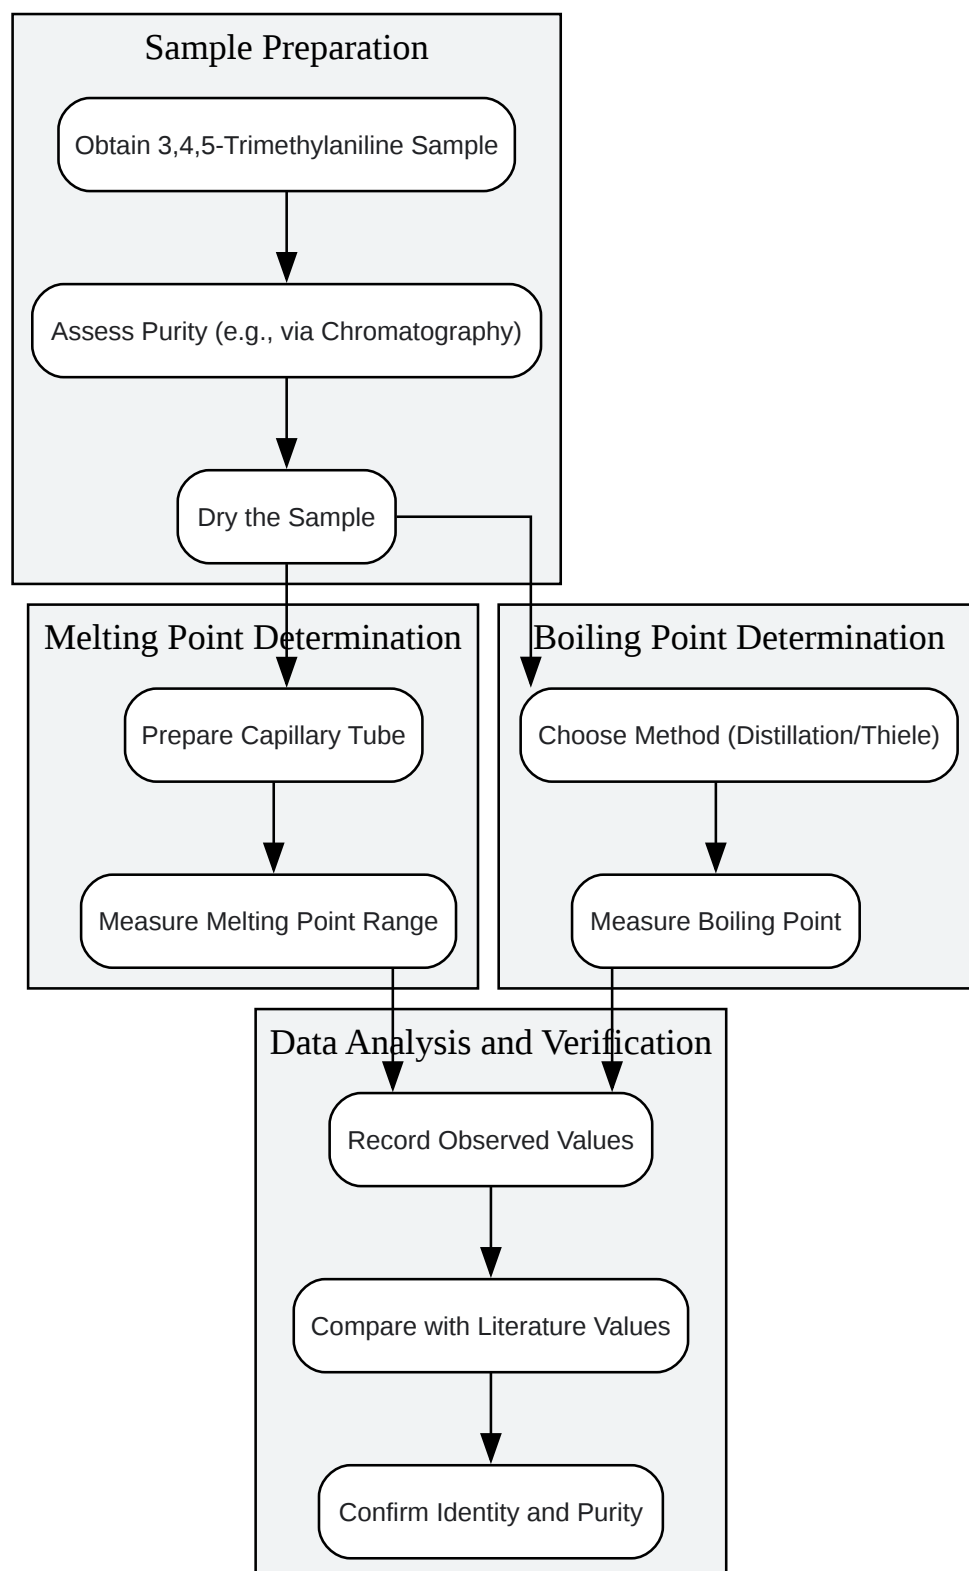 Sample Preparation
Obtain 3,4,5-Trimethylaniline Sample
Assess Purity (e.g., via Chromatography)
Dry the Sample
Melting Point Determination
Prepare Capillary Tube
Measure Melting Point Range
Boiling Point Determination
Choose Method (Distillation/Thiele)
Measure Boiling Point
Data Analysis and Verification
Record Observed Values
Compare with Literature Values
Confirm Identity and Purity